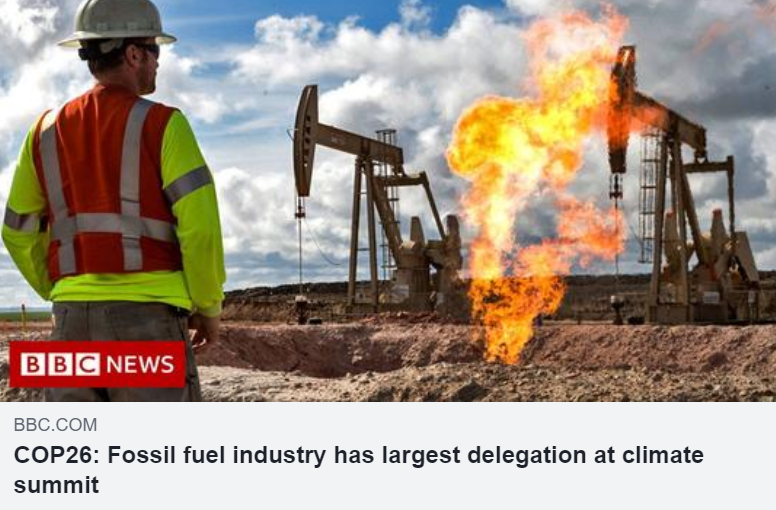 BBC NEWS
BBC.COM
COP26: Fossil fuel industry has largest delegation at climate
summit